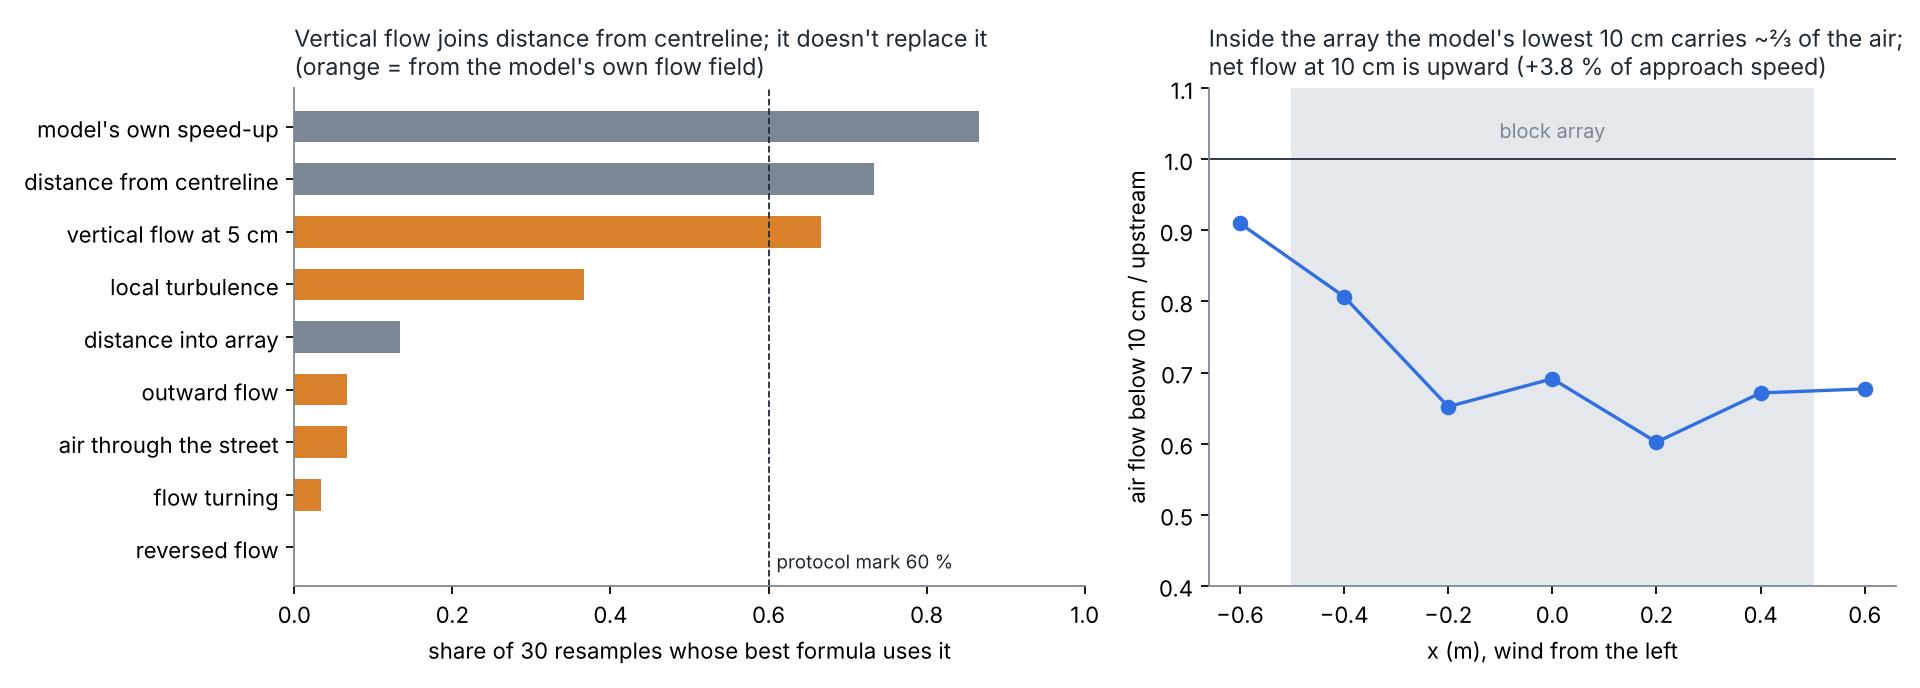 Vertical flow joins distance from centreline; it doesn't replace it
(orange = from the model's own flow field)
model's own speed-up
distance from centreline
vertical flow at 5 cm
local turbulence
distance into array
outward flow
air through the street
flow turning
reversed flow
protocol mark 60 %
0.0 0.2 0.4 0.6 0.8 1.0
share of 30 resamples whose best formula uses it
Inside the array the model's lowest 10 cm carries ~⅔ of the air;
net flow at 10 cm is upward (+3.8 % of approach speed)
block array
air flow below 10 cm / upstream
1.1
1.0
0.9
0.8
0.7
0.6
0.5
0.4
−0.6 −0.4 −0.2 0.0 0.2 0.4 0.6
x (m), wind from the left